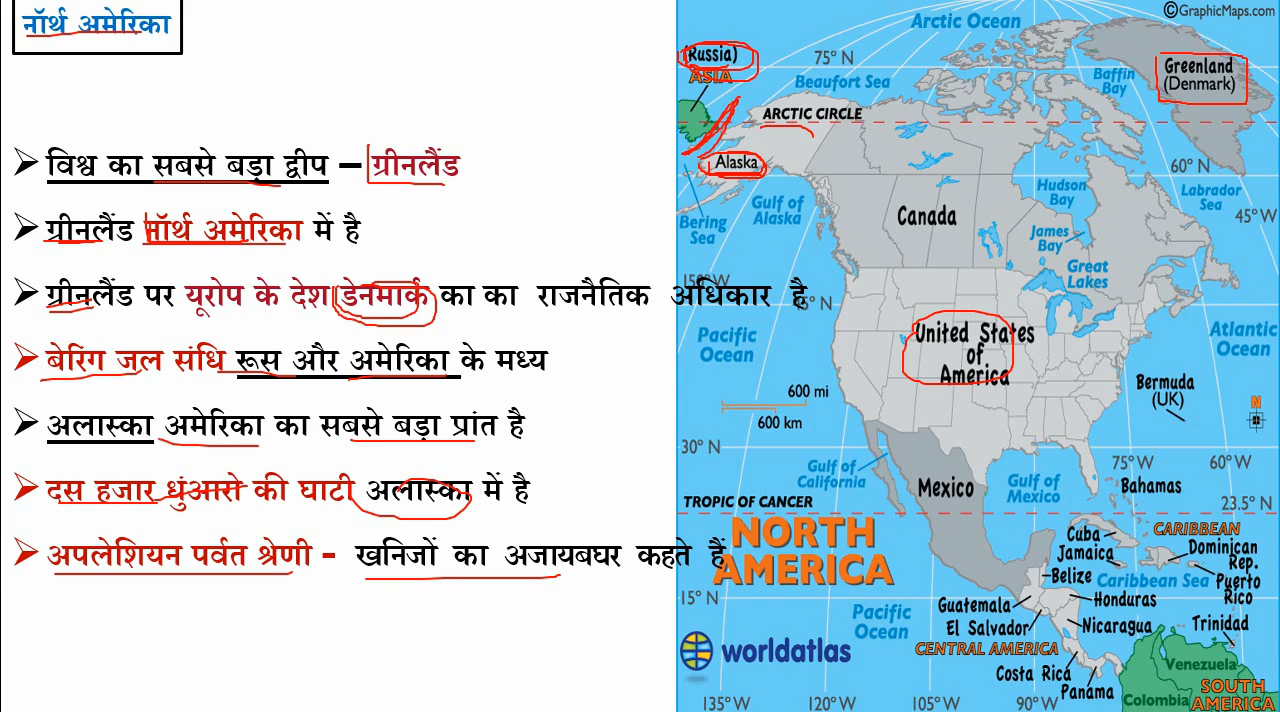 नॉर्थ अमेरिका
➢ विश्व का सबसे बड़ा द्वीप – ग्रीनलैंड
➢ ग्रीनलैंड नॉर्थ अमेरिका में है
➢ ग्रीनलैंड पर यूरोप के देश डेनमार्क का का राजनैतिक अधिकार है
➢ बेरिंग जल संधि रूस और अमेरिका के मध्य
➢ अलास्का अमेरिका का सबसे बड़ा प्रांत है
➢ दस हजार धुंआरो की घाटी अलास्का में है
➢ अपलेशियन पर्वत श्रेणी - खनिजों का अजायबघर कहते हैं
©GraphicMaps.com
Arctic Ocean
(Russia)
ASIA
75° N
Beaufort Sea
Baffin
Bay
Greenland
(Denmark)
ARCTIC CIRCLE
Alaska
60° N
Bering
Sea
Gulf of
Alaska
Canada
Hudson
Bay
Labrador
Sea
45° W
James
Bay
Great
Lakes
150° W
45° N
Pacific
Ocean
United States
of
America
Atlantic
Ocean
600 mi
600 km
Bermuda
(UK)
N
30° N
Gulf of
California
Mexico
Gulf of
Mexico
75° W
60° W
Bahamas
TROPIC OF CANCER
23.5° N
NORTH
AMERICA
Cuba
Jamaica
CARIBBEAN
Dominican
Rep.
Belize
Caribbean Sea
Puerto
Rico
15° N
Guatemala
Honduras
El Salvador
Nicaragua
Trinidad
Pacific
Ocean
worldatlas
CENTRAL AMERICA
Costa Rica
Panama
Venezuela
Colombia
SOUTH
AMERICA
135° W
120° W
105° W
90° W